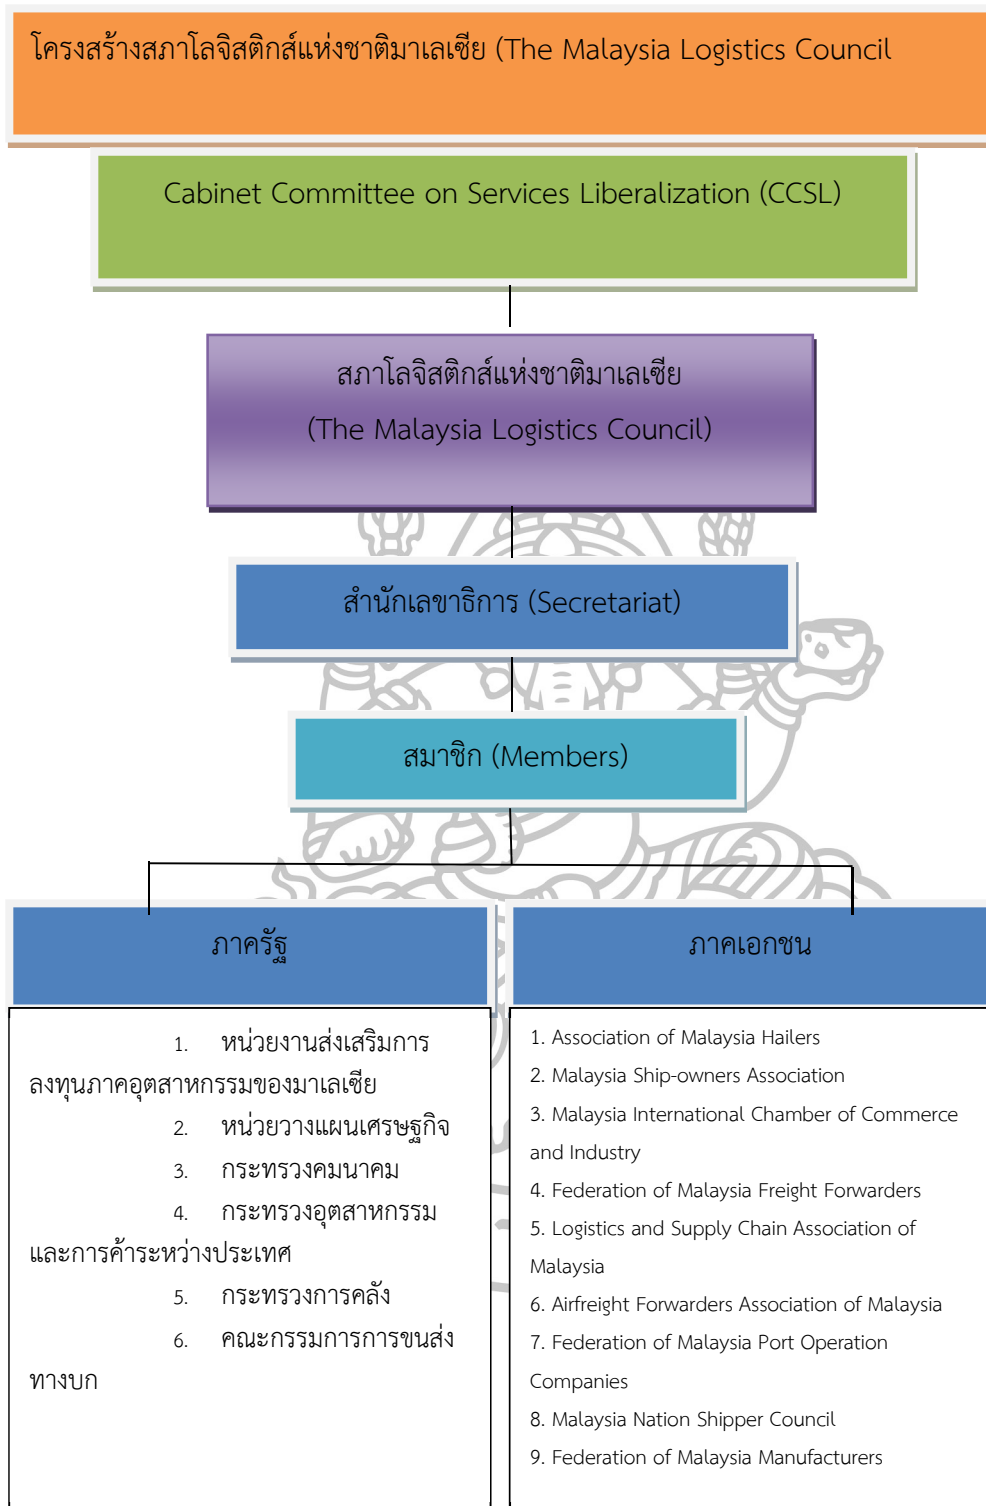 โครงสร้างสภาโลจิสติกส์แห่งชาติมาเลเซีย (The Malaysia Logistics Council
Cabinet Committee on Services Liberalization (CCSL)
สภาโลจิสติกส์แห่งชาติมาเลเซีย
(The Malaysia Logistics Council)
สำนักเลขาธิการ (Secretariat)
สมาชิก (Members)
ภาครัฐ
1. หน่วยงานส่งเสริมการ
ลงทุนภาคอุตสาหกรรมของมาเลเซีย
2. หน่วยวางแผนเศรษฐกิจ
3. กระทรวงคมนาคม
4. กระทรวงอุตสาหกรรม
และการค้าระหว่างประเทศ
5. กระทรวงการคลัง
6. คณะกรรมการการขนส่ง
ทางบก
ภาคเอกชน
1. Association of Malaysia Hailers
2. Malaysia Ship-owners Association
3. Malaysia International Chamber of Commerce
and Industry
4. Federation of Malaysia Freight Forwarders
5. Logistics and Supply Chain Association of
Malaysia
6. Airfreight Forwarders Association of Malaysia
7. Federation of Malaysia Port Operation
Companies
8. Malaysia Nation Shipper Council
9. Federation of Malaysia Manufacturers